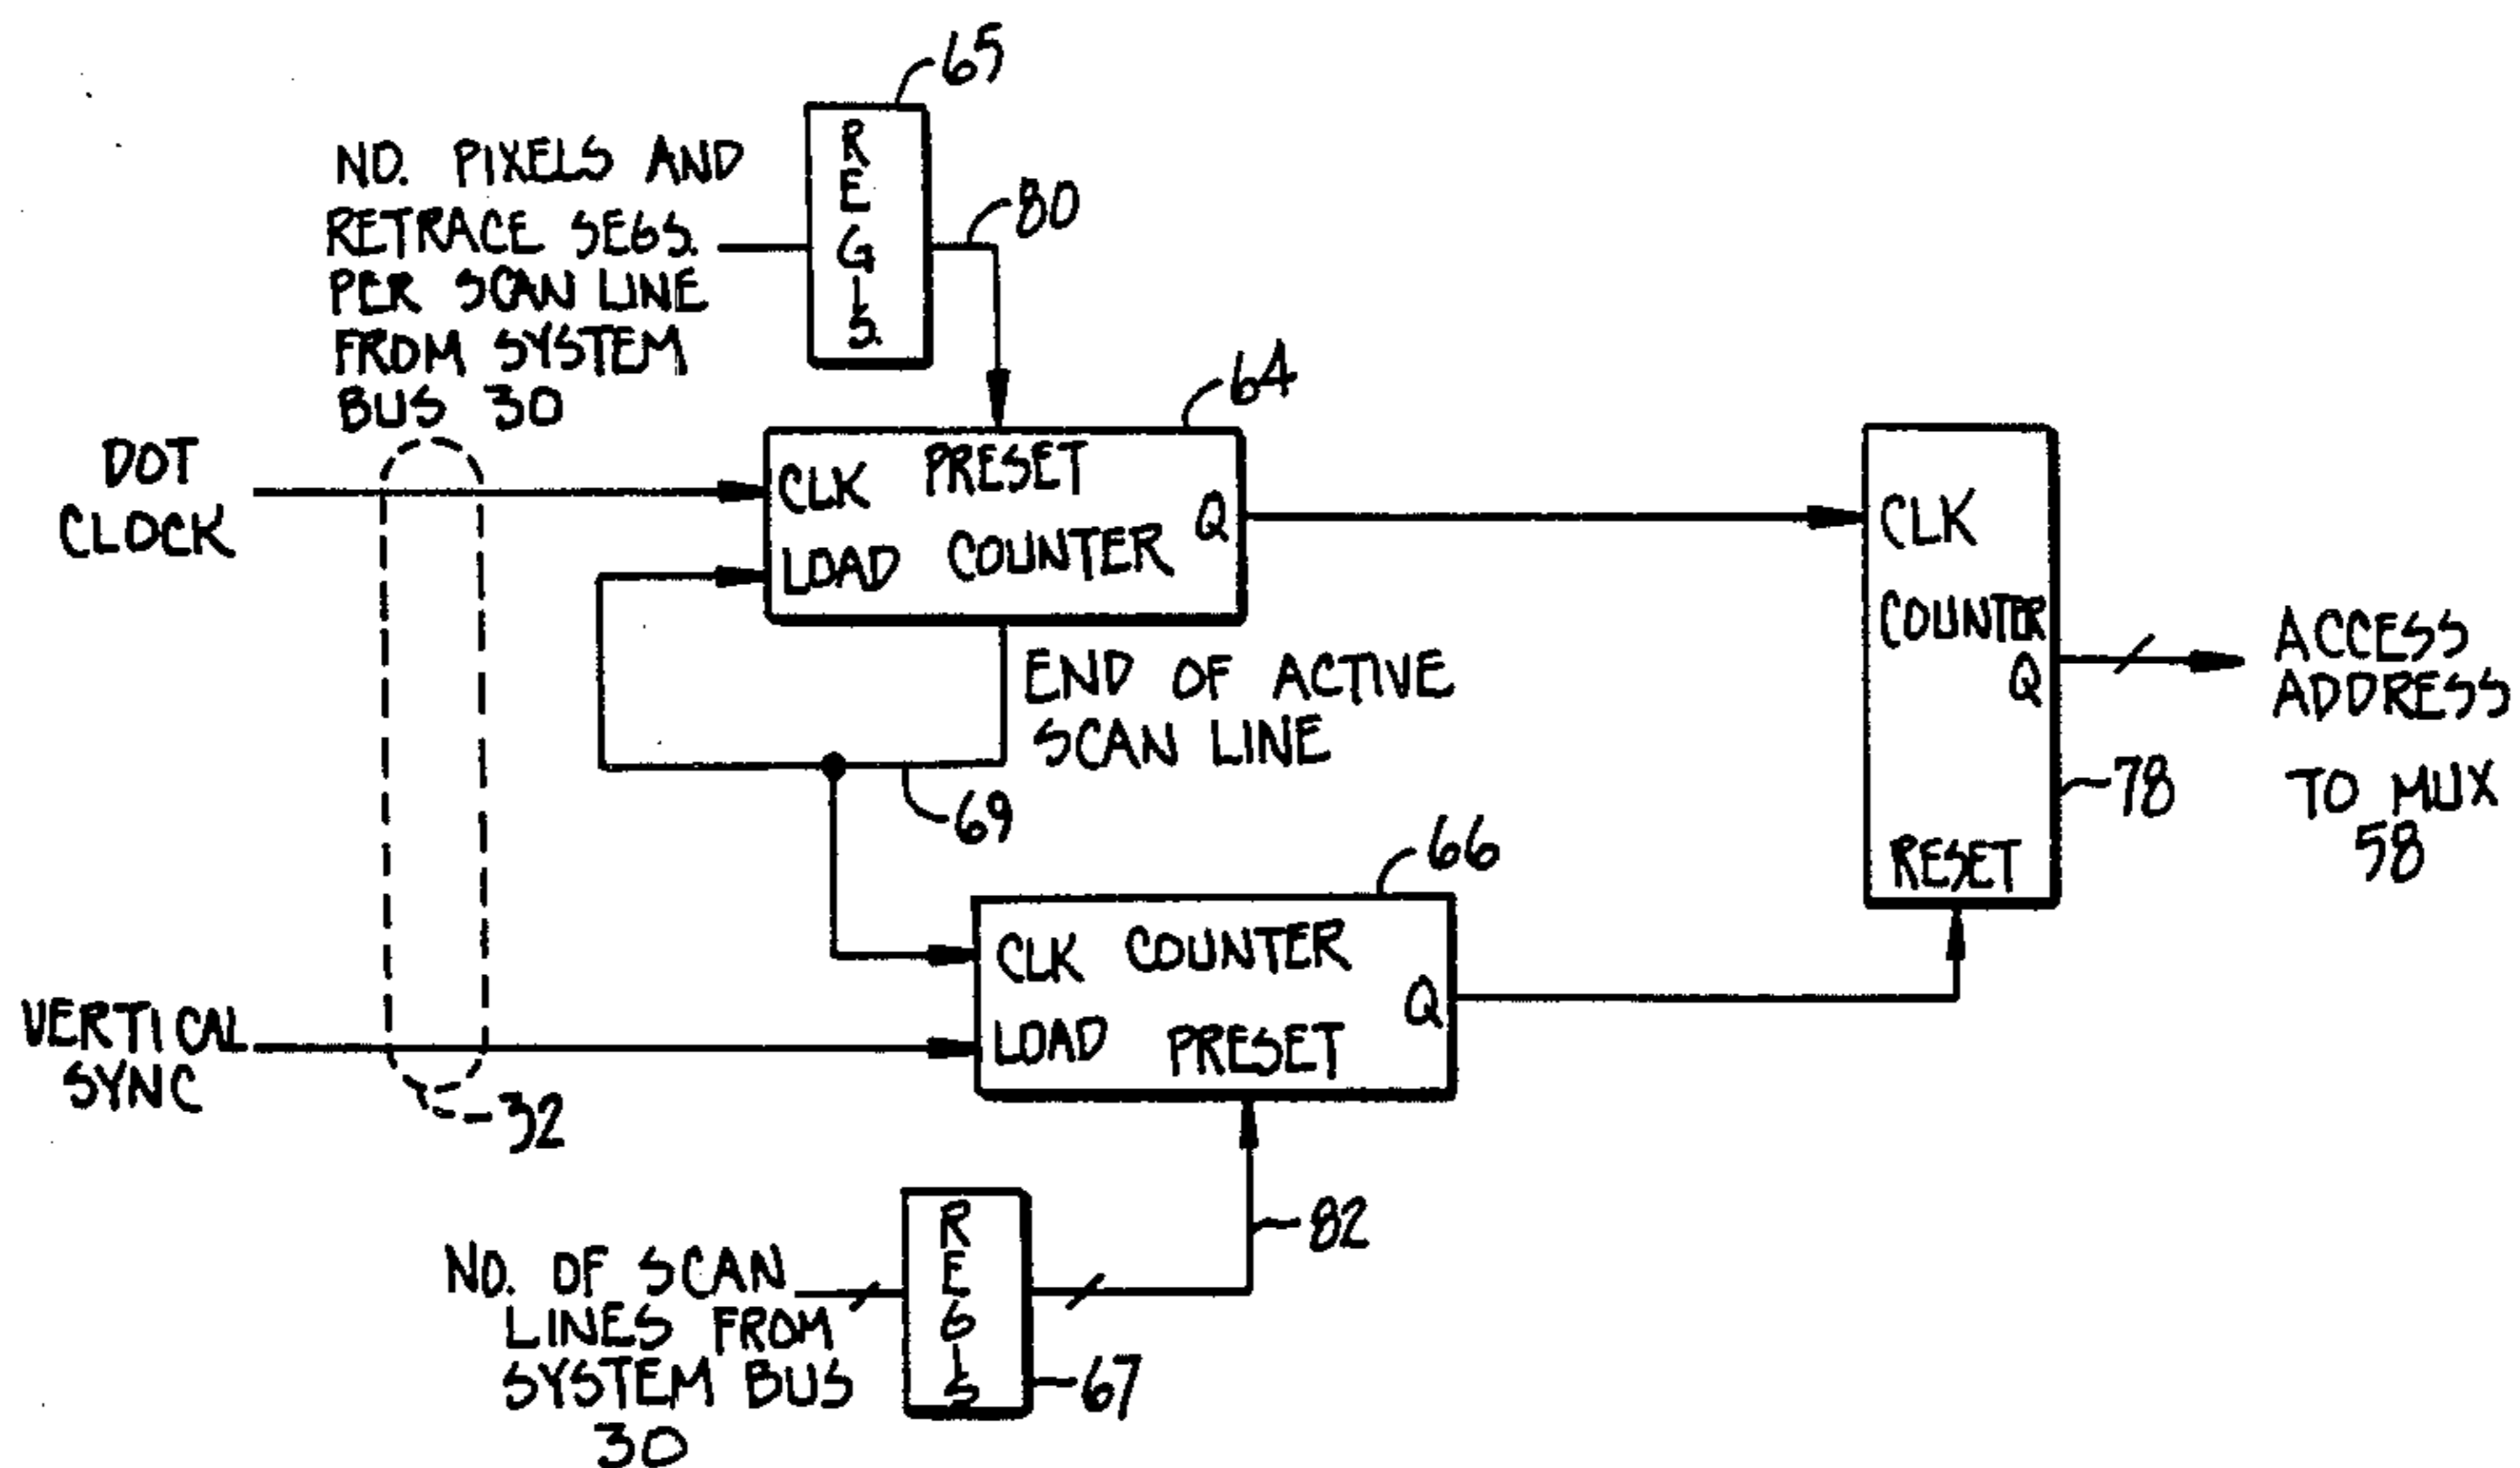 65
R
E
G
I
S.
NO. PIXELS AND
RETRACE SEGS.
PER SCAN LINE
FROM SYSTEM
BUS 30
80
64
DOT
CLOCK
CLK
PRESET
COUNTER
LOAD
Q
CLK
COUNTER
Q
RESET
ACCESS
ADDRESS
TO MUX
58
78
END OF ACTIVE
SCAN LINE
69
66
CLK COUNTER
LOAD PRESET
Q
VERTICAL
SYNC
32
82
R
E
G
I
S
NO. OF SCAN
LINES FROM
SYSTEM BUS
30
67